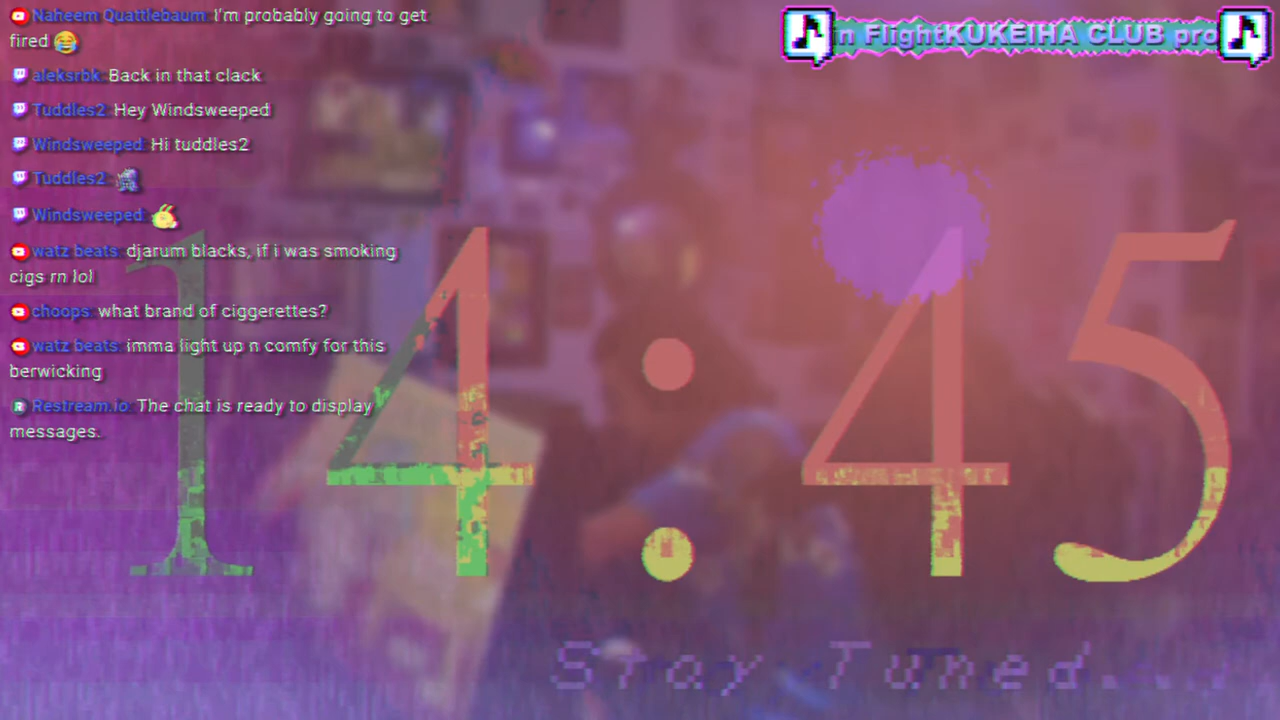 Naheem Quattlebaum: I'm probably going to get
fired 😂
n FlightKUKEIHA CLUB pro
aleksrbk: Back in that clack
Tuddles2: Hey Windsweeped
Windsweeped: Hi tuddles2
Tuddles2:
Windsweeped:
watz beats: djarum blacks, if i was smoking
cigs rn lol
choops: what brand of ciggerettes?
watz beats: imma light up n comfy for this
berwicking
Restream.io: The chat is ready to display
messages.
14:45
Stay Tuned...